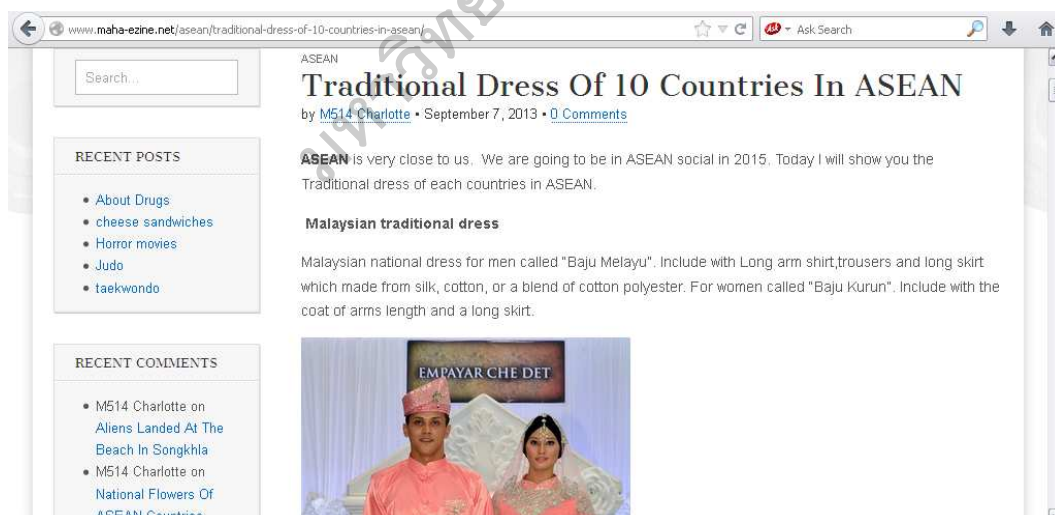 www.maha-ezine.net/asean/traditional-dress-of-10-countries-in-asean/
Ask Search
Search...
RECENT POSTS
About Drugs
cheese sandwiches
Horror movies
Judo
taekwondo
RECENT COMMENTS
M514 Charlotte on
Aliens Landed At The
Beach In Songkhla
M514 Charlotte on
National Flowers Of
ASEAN Countries
ASEAN
Traditional Dress Of 10 Countries In ASEAN
by M514 Charlotte • September 7, 2013 • 0 Comments
ASEAN is very close to us. We are going to be in ASEAN social in 2015. Today I will show you the
Traditional dress of each countries in ASEAN.
Malaysian traditional dress
Malaysian national dress for men called "Baju Melayu". Include with Long arm shirt,trousers and long skirt
which made from silk, cotton, or a blend of cotton polyester. For women called "Baju Kurun". Include with the
coat of arms length and a long skirt.
EMPAYAR CHE DET